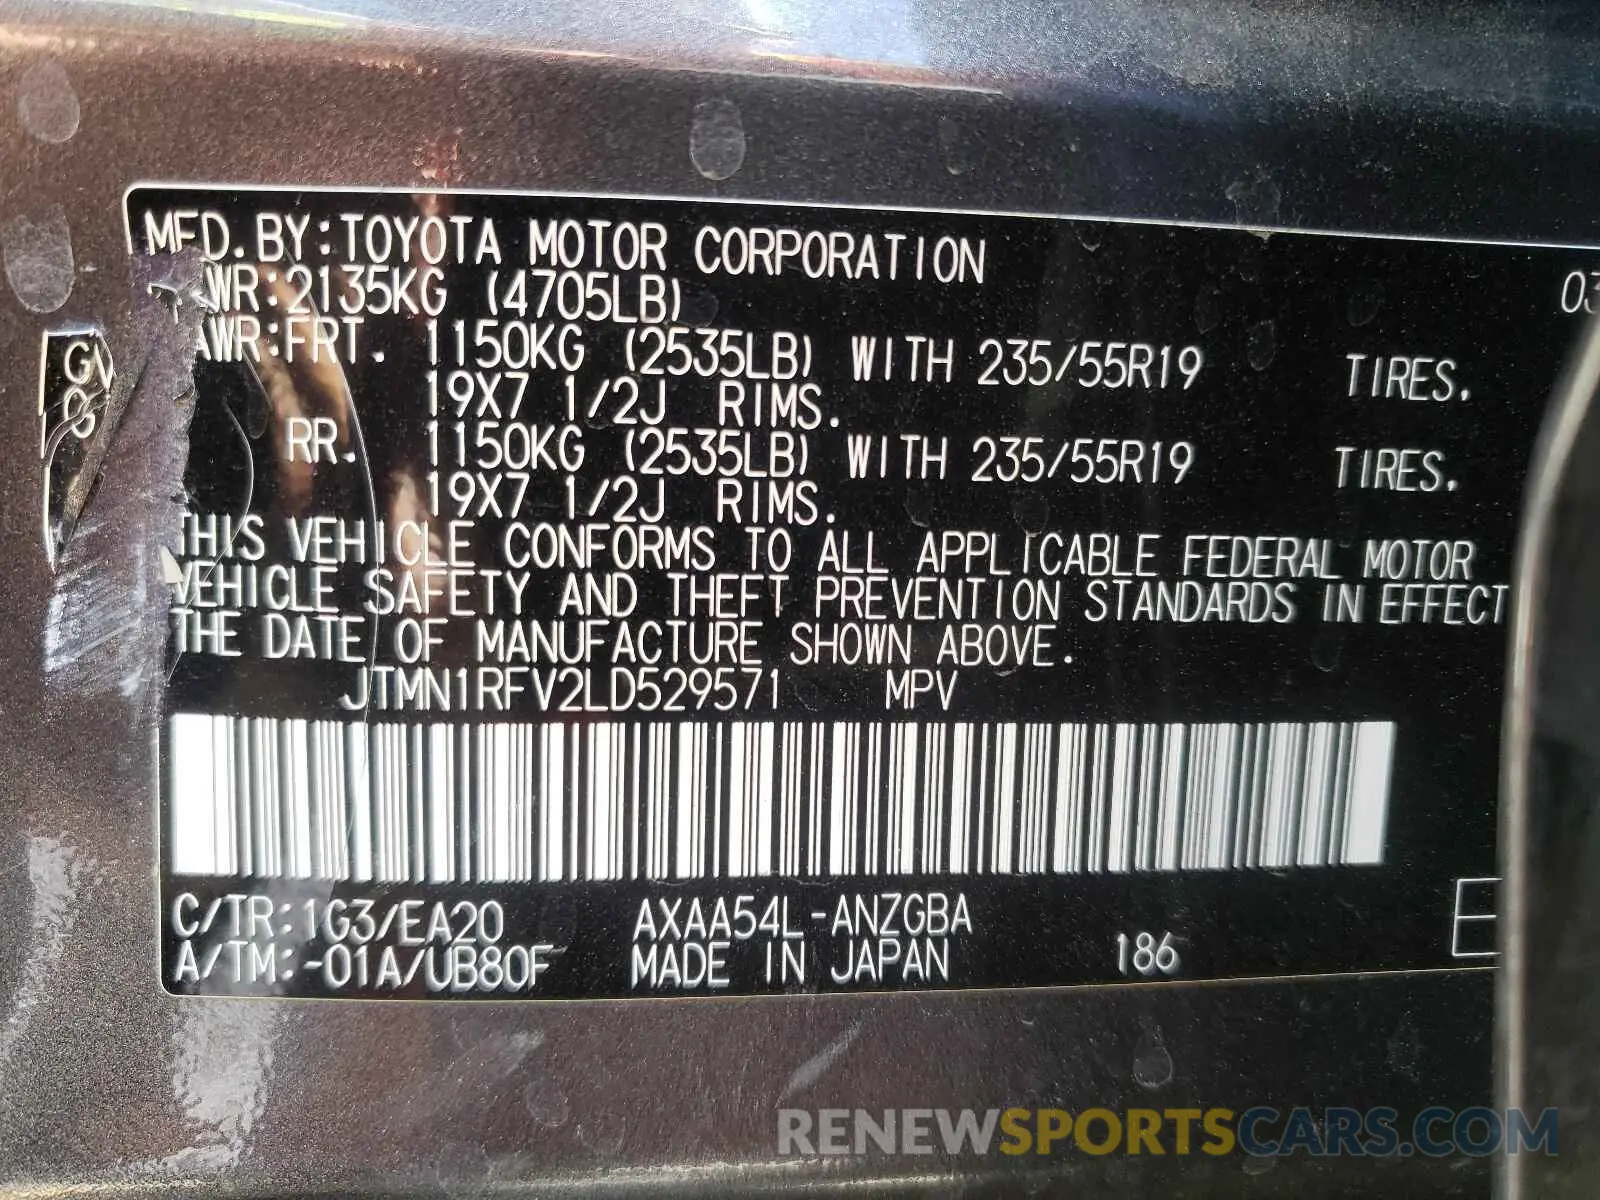 MFD.BY:TOYOTA MOTOR CORPORATION 03
WR:2135KG (4705LB)
AWR:FRT. 1150KG (2535LB) WITH 235/55R19 TIRES.
19X7 1/2J RIMS.
RR. 1150KG (2535LB) WITH 235/55R19 TIRES.
19X7 1/2J RIMS.
THIS VEHICLE CONFORMS TO ALL APPLICABLE FEDERAL MOTOR
VEHICLE SAFETY AND THEFT PREVENTION STANDARDS IN EFFECT
THE DATE OF MANUFACTURE SHOWN ABOVE.
JTMN1RFV2LD529571 MPV
C/TR:1G3/EA20 AXAA54L-ANZGBA
A/TM:-01A/UB80F MADE IN JAPAN 186
RENEWSPORTSCARS.COM